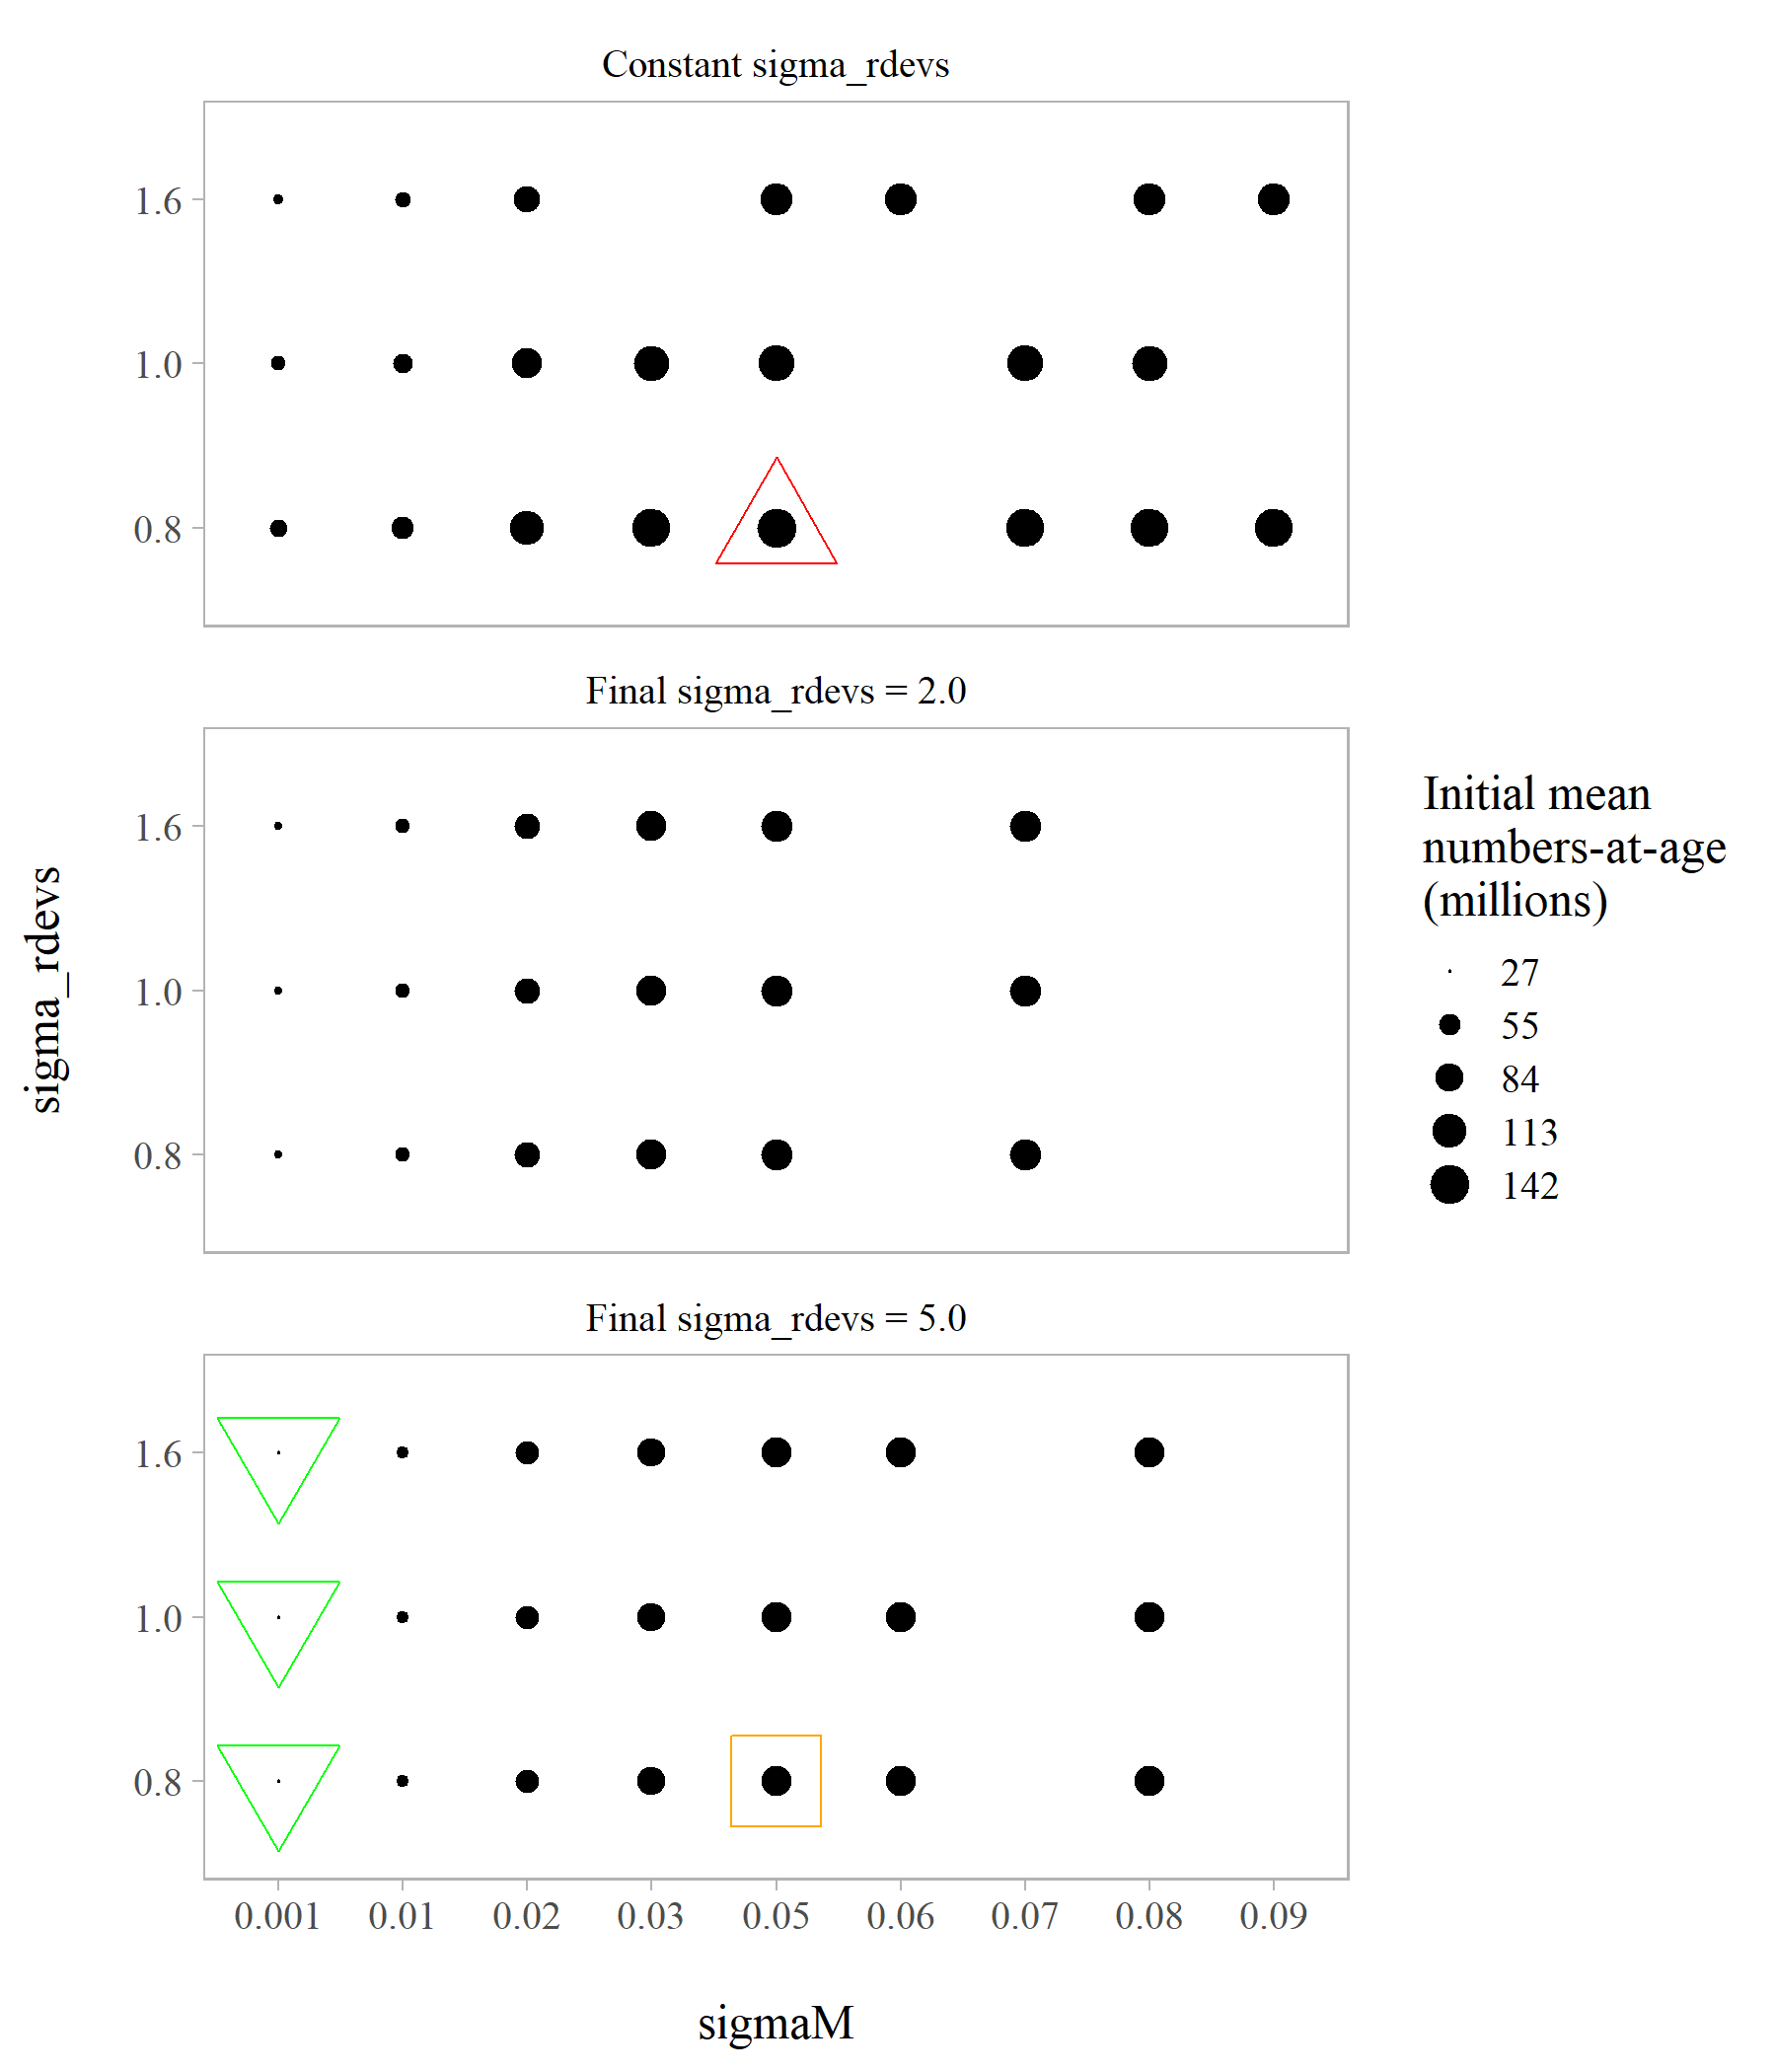 Constant sigma_rdevs
1.6
1.0
0.8
Final sigma_rdevs = 2.0
1.6
1.0
0.8
Final sigma_rdevs = 5.0
1.6
1.0
0.8
0.001 0.01 0.02 0.03 0.05 0.06 0.07 0.08 0.09
sigmaM
sigma_rdevs
Initial mean
numbers-at-age
(millions)
27
55
84
113
142